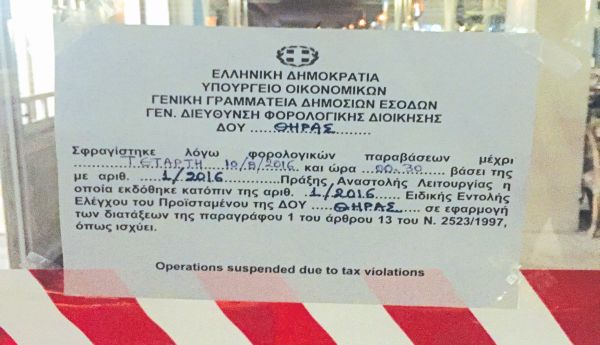 ΕΛΛΗΝΙΚΗ ΔΗΜΟΚΡΑΤΙΑ
ΥΠΟΥΡΓΕΙΟ ΟΙΚΟΝΟΜΙΚΩΝ
ΓΕΝΙΚΗ ΓΡΑΜΜΑΤΕΙΑ ΔΗΜΟΣΙΩΝ ΕΣΟΔΩΝ
ΓΕΝ. ΔΙΕΥΘΥΝΣΗ ΦΟΡΟΛΟΓΙΚΗΣ ΔΙΟΙΚΗΣΗΣ
ΔΟΥ ....ΘΗΡΑΣ........
Σφραγίστηκε λόγω φορολογικών παραβάσεων μέχρι
..........ΤΕΤΑΡΤΗ 10/8/2016 και ώρα ..00.30.. βάσει της
με αριθ. ....1/2016..............Πράξης Αναστολής Λειτουργίας η
οποία εκδόθηκε κατόπιν της αριθ. .1/2016...... Ειδικής Εντολής
Ελέγχου του Προϊσταμένου της ΔΟΥ .....ΘΗΡΑΣ..... σε εφαρμογή
των διατάξεων της παραγράφου 1 του άρθρου 13 του Ν. 2523/1997,
όπως ισχύει.
Operations suspended due to tax violations